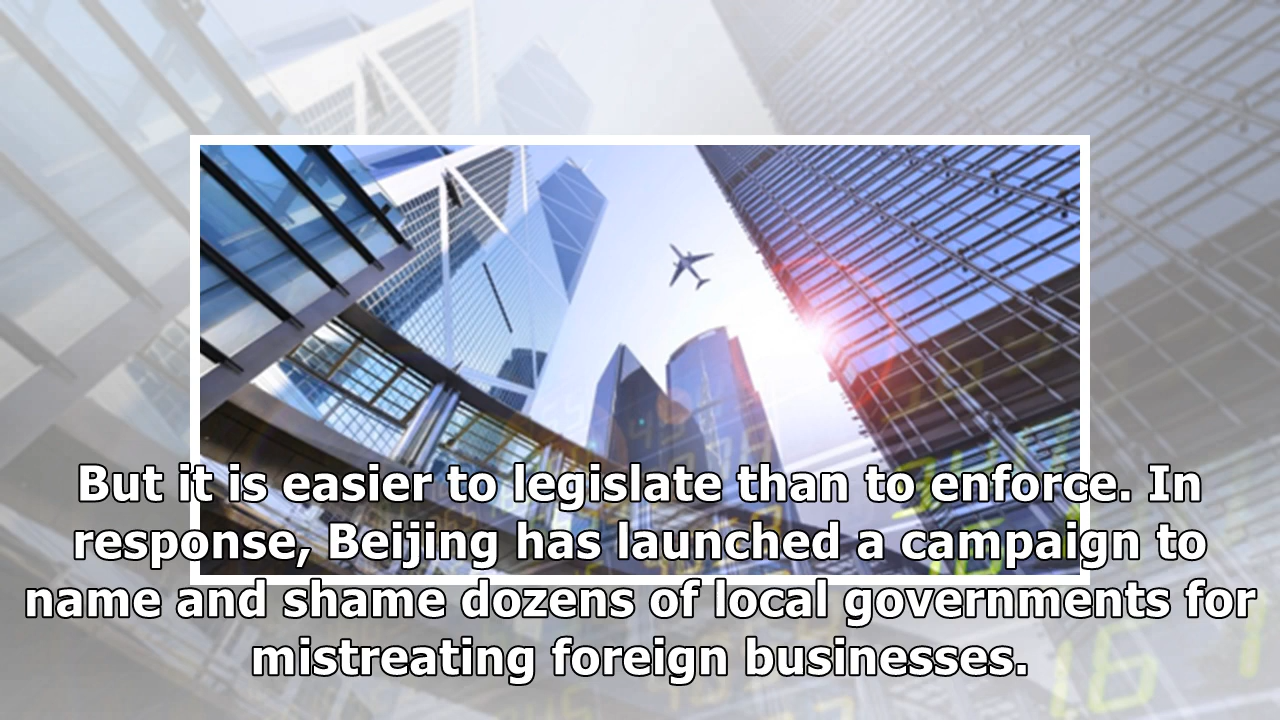 But it is easier to legislate than to enforce. In
response, Beijing has launched a campaign to
name and shame dozens of local governments for
mistreating foreign businesses.